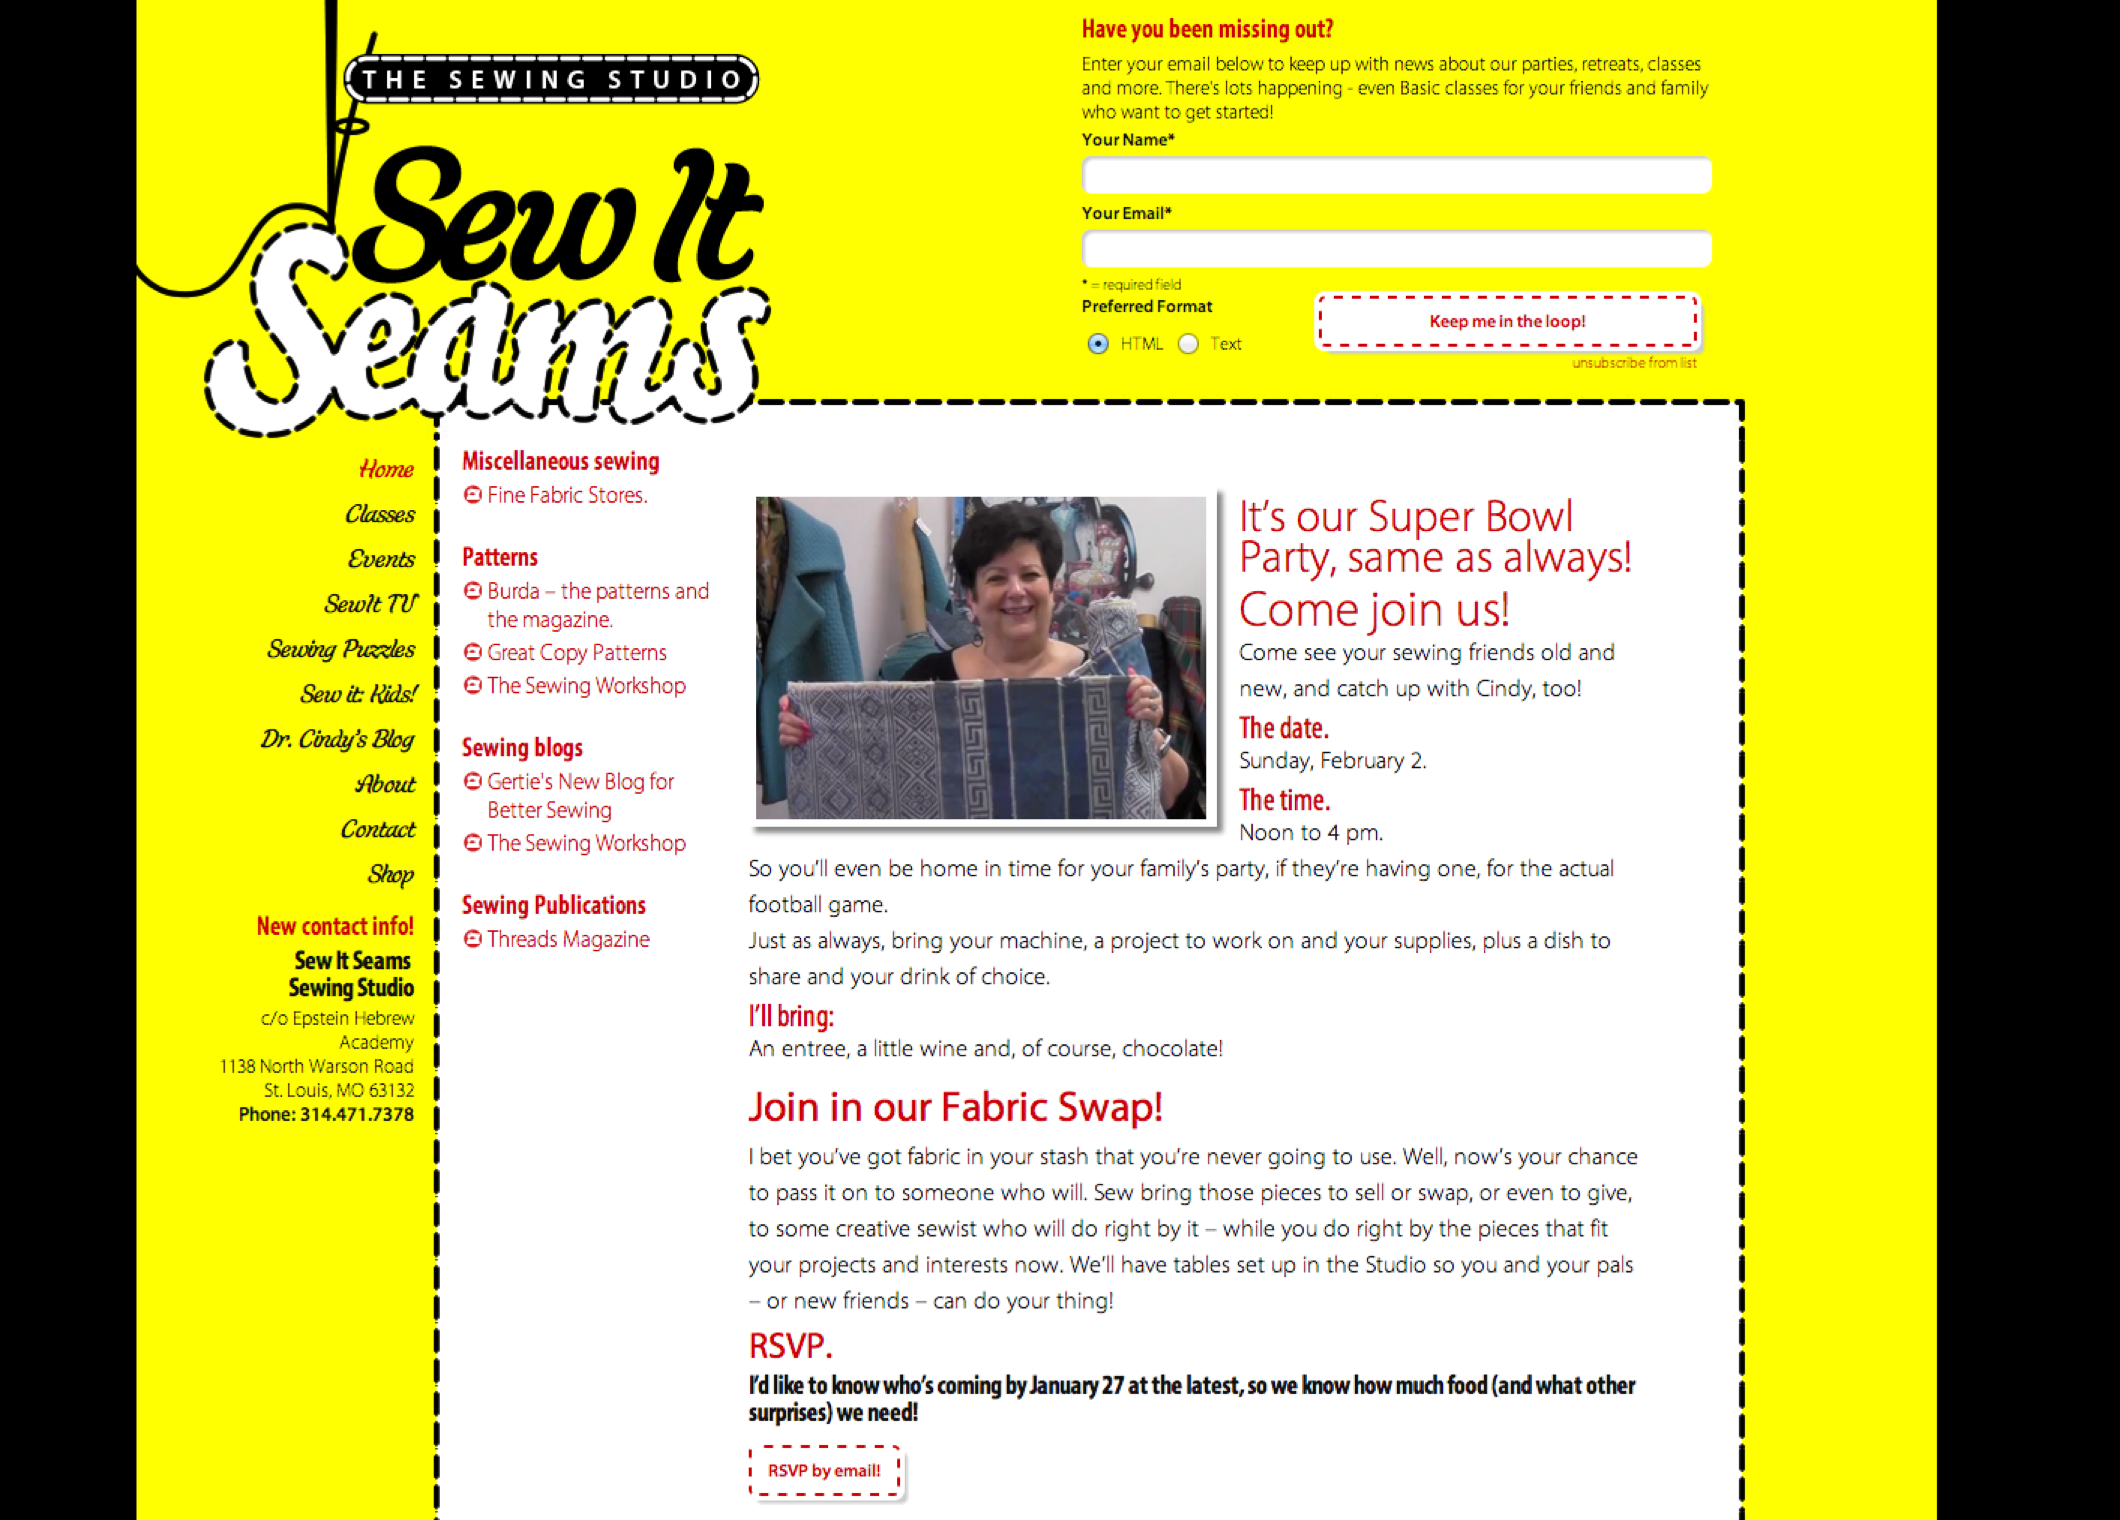 THE SEWING STUDIO
Sew It
Seams
Have you been missing out?
Enter your email below to keep up with news about our parties, retreats, classes
and more. There's lots happening - even Basic classes for your friends and family
who want to get started!
Your Name*
Your Email*
* = required field
Preferred Format
HTML Text
Keep me in the loop!
unsubscribe from list
Home
Classes
Events
SewIt TV
Sewing Puzzles
Sew it: Kids!
Dr. Cindy's Blog
About
Contact
Shop
New contact info!
Sew It Seams
Sewing Studio
c/o Epstein Hebrew
Academy
1138 North Warson Road
St. Louis, MO 63132
Phone: 314.471.7378
Miscellaneous sewing
Fine Fabric Stores.
Patterns
Burda – the patterns and
the magazine.
Great Copy Patterns
The Sewing Workshop
Sewing blogs
Gertie's New Blog for
Better Sewing
The Sewing Workshop
Sewing Publications
Threads Magazine
It's our Super Bowl
Party, same as always!
Come join us!
Come see your sewing friends old and
new, and catch up with Cindy, too!
The date.
Sunday, February 2.
The time.
Noon to 4 pm.
So you'll even be home in time for your family's party, if they're having one, for the actual
football game.
Just as always, bring your machine, a project to work on and your supplies, plus a dish to
share and your drink of choice.
I'll bring:
An entree, a little wine and, of course, chocolate!
Join in our Fabric Swap!
I bet you've got fabric in your stash that you're never going to use. Well, now's your chance
to pass it on to someone who will. Sew bring those pieces to sell or swap, or even to give,
to some creative sewist who will do right by it – while you do right by the pieces that fit
your projects and interests now. We'll have tables set up in the Studio so you and your pals
– or new friends – can do your thing!
RSVP.
I'd like to know who's coming by January 27 at the latest, so we know how much food (and what other
surprises) we need!
RSVP by email!